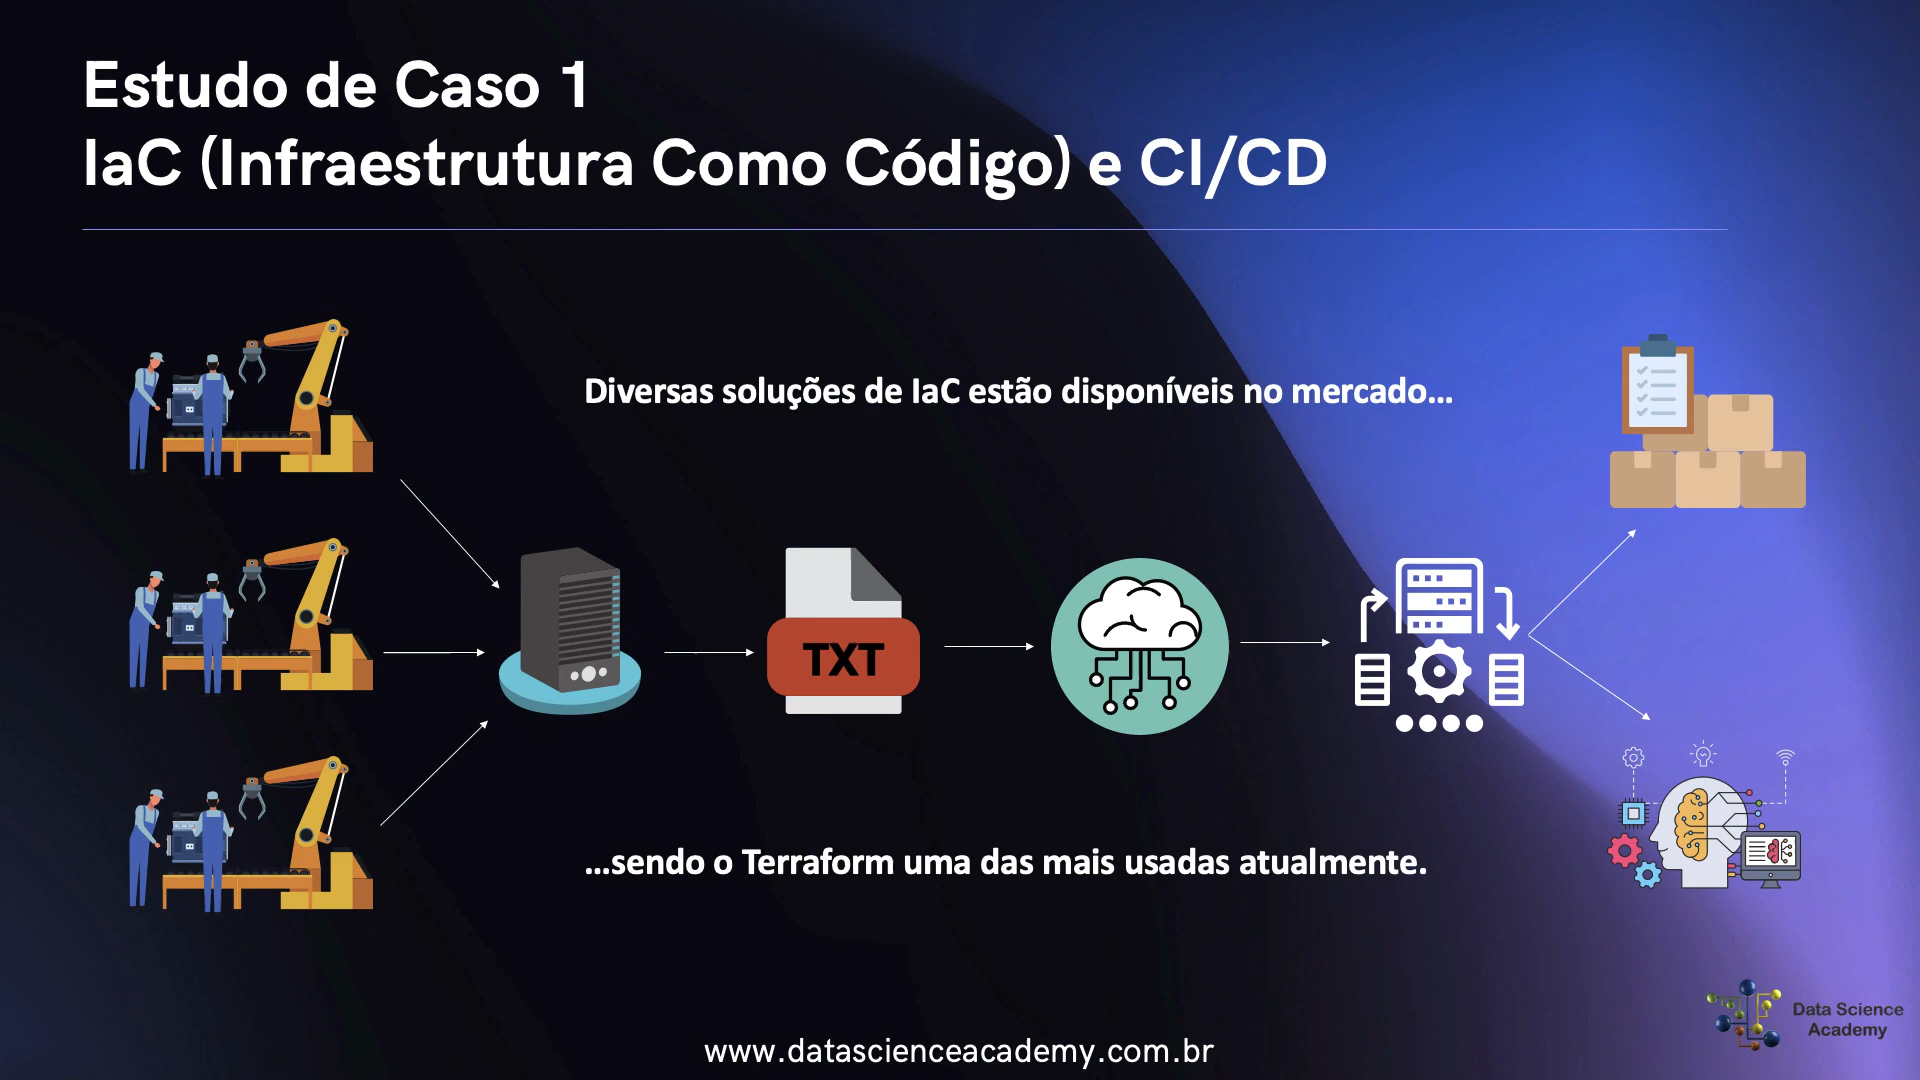 Estudo de Caso 1
IaC (Infraestrutura Como Código) e CI/CD
Diversas soluções de IaC estão disponíveis no mercado...
TXT
...sendo o Terraform uma das mais usadas atualmente.
Data Science
Academy
www.datascienceacademy.com.br